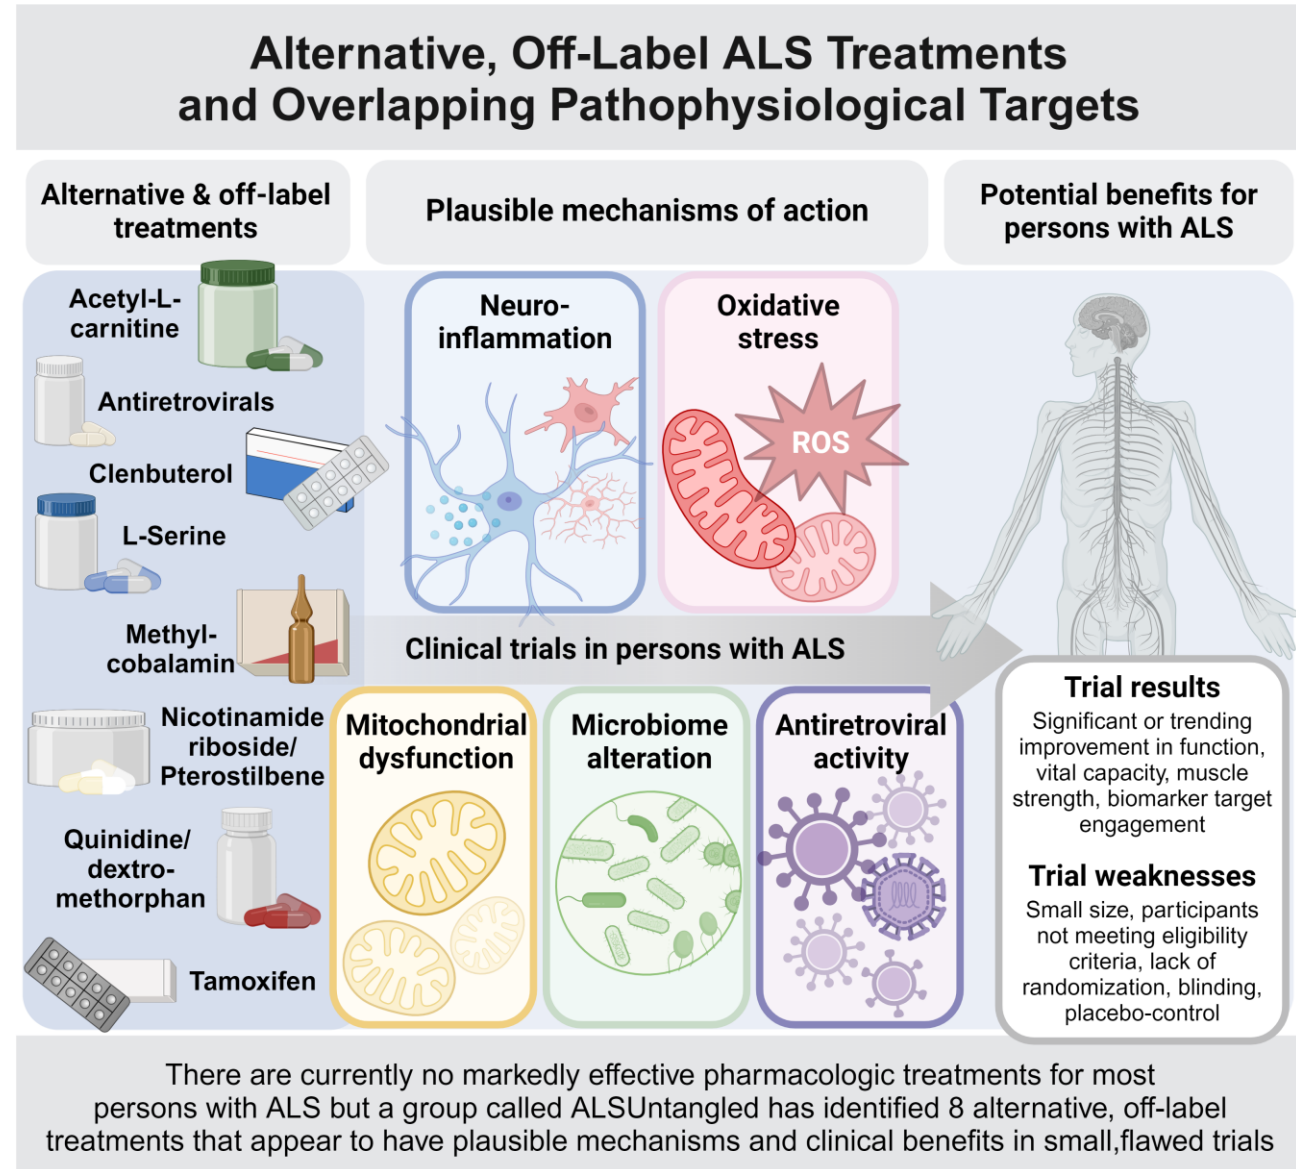 Alternative, Off-Label ALS Treatments
and Overlapping Pathophysiological Targets
Alternative & off-label
treatments
Plausible mechanisms of action
Potential benefits for
persons with ALS
Acetyl-L-
carnitine
Antiretrovirals
Clenbuterol
L-Serine
Methyl-
cobalamin
Nicotinamide
riboside/
Pterostilbene
Quinidine/
dextro-
methorphan
Tamoxifen
Neuro-
inflammation
Oxidative
stress
ROS
Clinical trials in persons with ALS
Mitochondrial
dysfunction
Microbiome
alteration
Antiretroviral
activity
Trial results
Significant or trending
improvement in function,
vital capacity, muscle
strength, biomarker target
engagement
Trial weaknesses
Small size, participants
not meeting eligibility
criteria, lack of
randomization, blinding,
placebo-control
There are currently no markedly effective pharmacologic treatments for most
persons with ALS but a group called ALSUntangled has identified 8 alternative, off-label
treatments that appear to have plausible mechanisms and clinical benefits in small,flawed trials